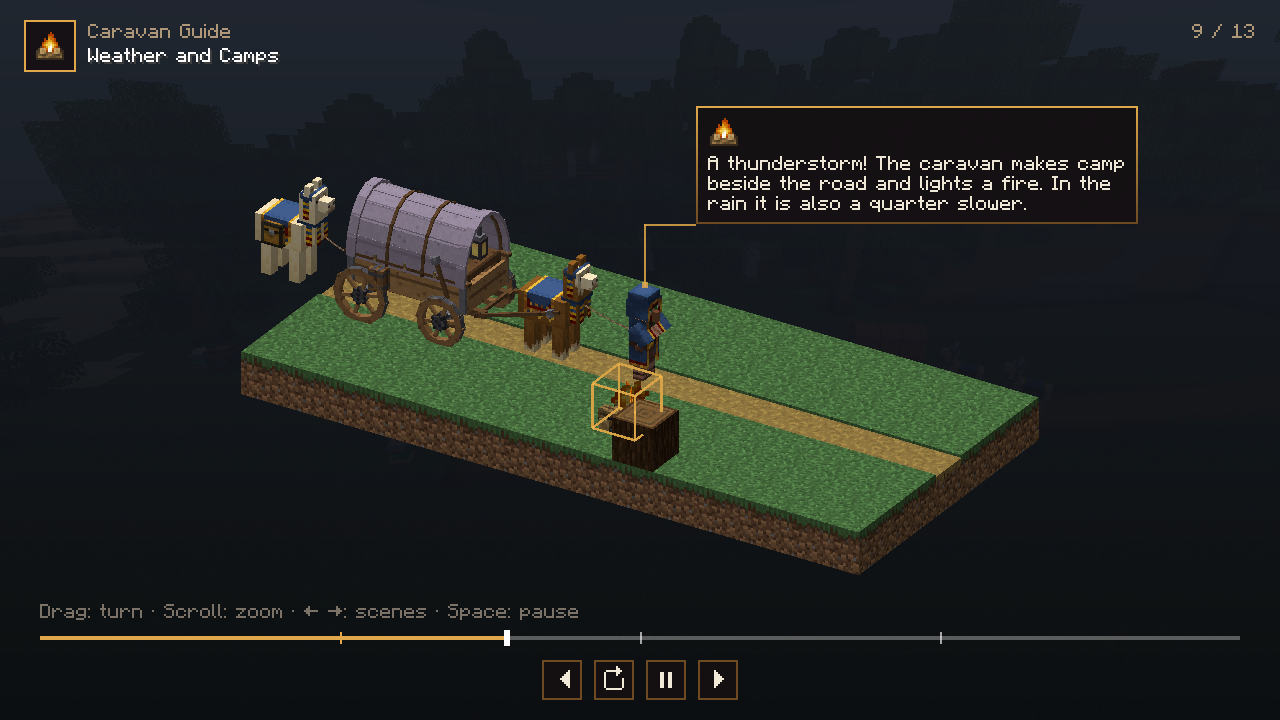 Caravan Guide
Weather and Camps
9 / 13
A thunderstorm! The caravan makes camp
beside the road and lights a fire. In the
rain it is also a quarter slower.
Drag: turn · Scroll: zoom · ← →: scenes · Space: pause